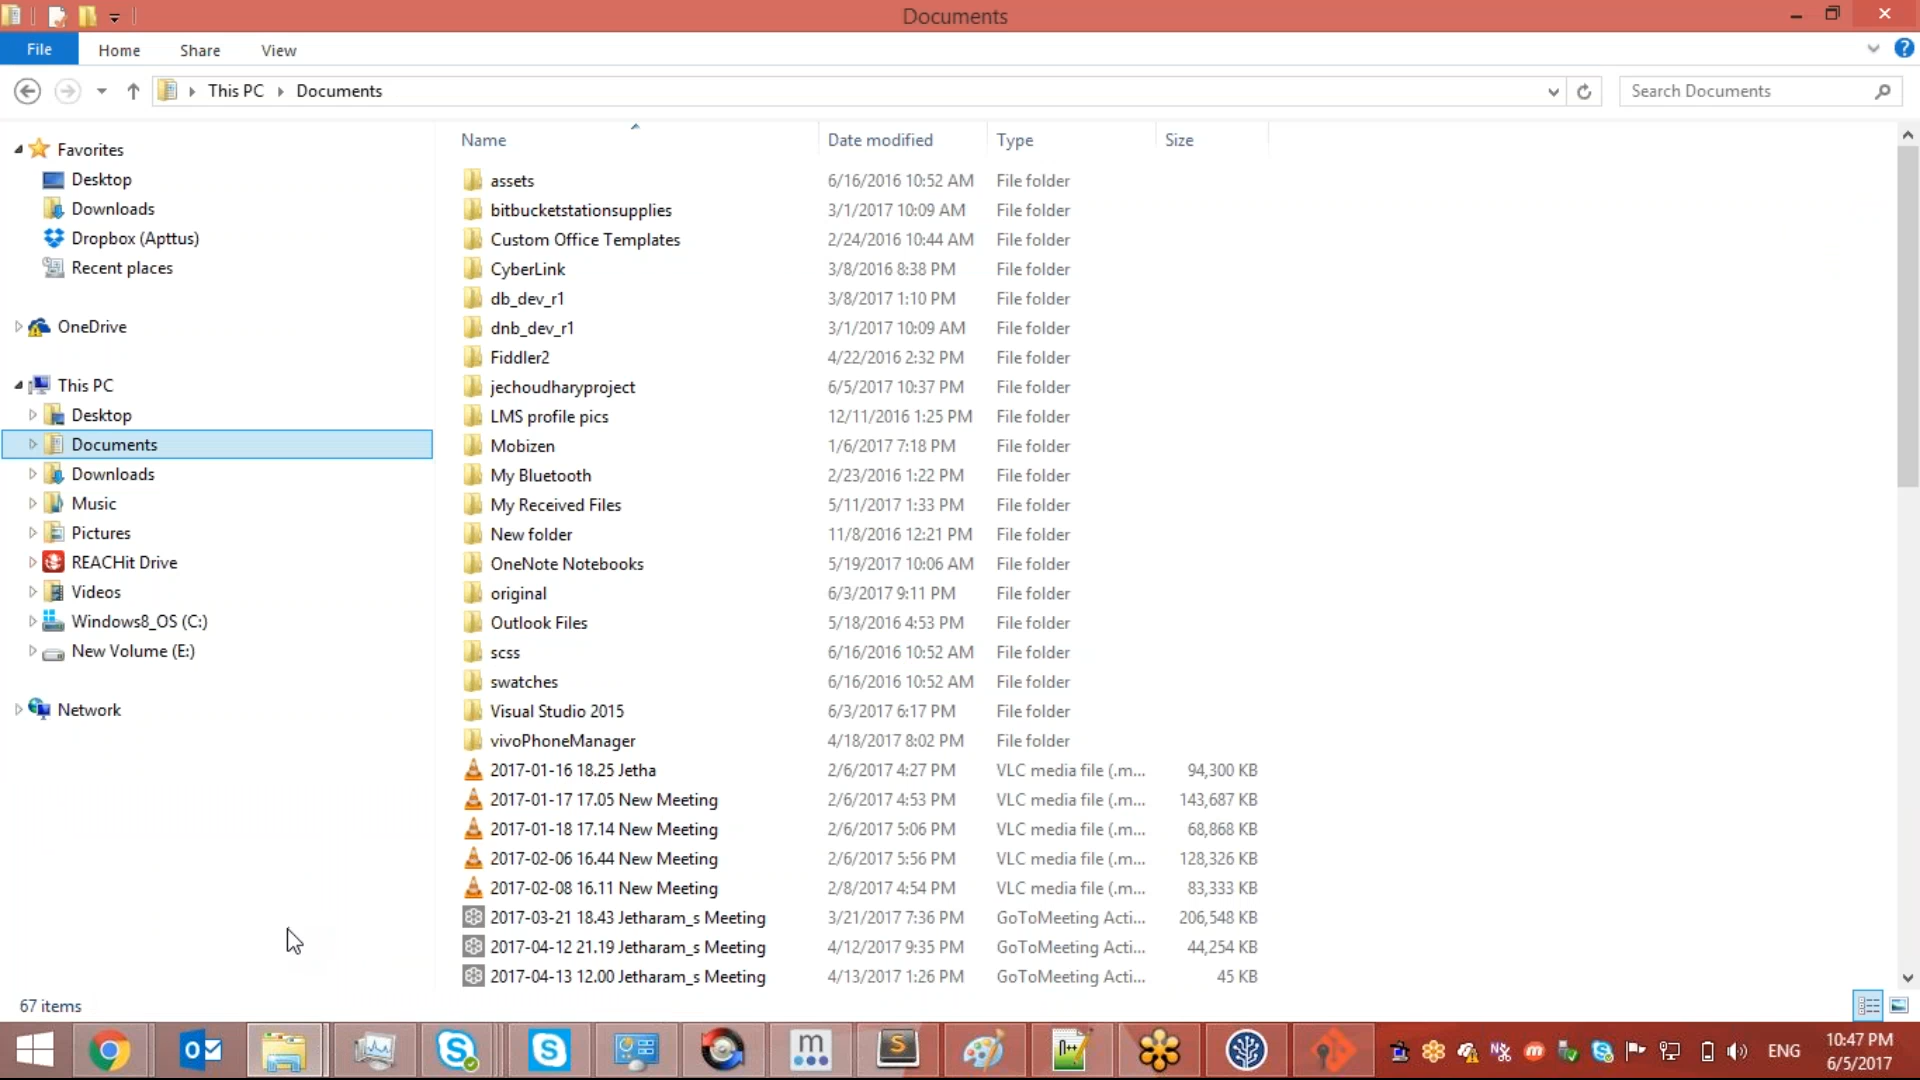 Documents
File Home Share View
This PC Documents
Search Documents
Favorites
Desktop
Downloads
Dropbox (Apttus)
Recent places
OneDrive
This PC
Desktop
Documents
Downloads
Music
Pictures
REACHit Drive
Videos
Windows8_OS (C:)
New Volume (E:)
Network
Name Date modified Type Size
assets 6/16/2016 10:52 AM File folder
bitbucketstationsupplies 3/1/2017 10:09 AM File folder
Custom Office Templates 2/24/2016 10:44 AM File folder
CyberLink 3/8/2016 8:38 PM File folder
db_dev_r1 3/8/2017 1:10 PM File folder
dnb_dev_r1 3/1/2017 10:09 AM File folder
Fiddler2 4/22/2016 2:32 PM File folder
jechoudharyproject 6/5/2017 10:37 PM File folder
LMS profile pics 12/11/2016 1:25 PM File folder
Mobizen 1/6/2017 7:18 PM File folder
My Bluetooth 2/23/2016 1:22 PM File folder
My Received Files 5/11/2017 1:33 PM File folder
New folder 11/8/2016 12:21 PM File folder
OneNote Notebooks 5/19/2017 10:06 AM File folder
original 6/3/2017 9:11 PM File folder
Outlook Files 5/18/2016 4:53 PM File folder
scss 6/16/2016 10:52 AM File folder
swatches 6/16/2016 10:52 AM File folder
Visual Studio 2015 6/3/2017 6:17 PM File folder
vivoPhoneManager 4/18/2017 8:02 PM File folder
2017-01-16 18.25 Jetha 2/6/2017 4:27 PM VLC media file (.m... 94,300 KB
2017-01-17 17.05 New Meeting 2/6/2017 4:53 PM VLC media file (.m... 143,687 KB
2017-01-18 17.14 New Meeting 2/6/2017 5:06 PM VLC media file (.m... 68,868 KB
2017-02-06 16.44 New Meeting 2/6/2017 5:56 PM VLC media file (.m... 128,326 KB
2017-02-08 16.11 New Meeting 2/8/2017 4:54 PM VLC media file (.m... 83,333 KB
2017-03-21 18.43 Jetharam_s Meeting 3/21/2017 7:36 PM GoToMeeting Acti... 206,548 KB
2017-04-12 21.19 Jetharam_s Meeting 4/12/2017 9:35 PM GoToMeeting Acti... 44,254 KB
2017-04-13 12.00 Jetharam_s Meeting 4/13/2017 1:26 PM GoToMeeting Acti... 45 KB
67 items
ENG
10:47 PM
6/5/2017